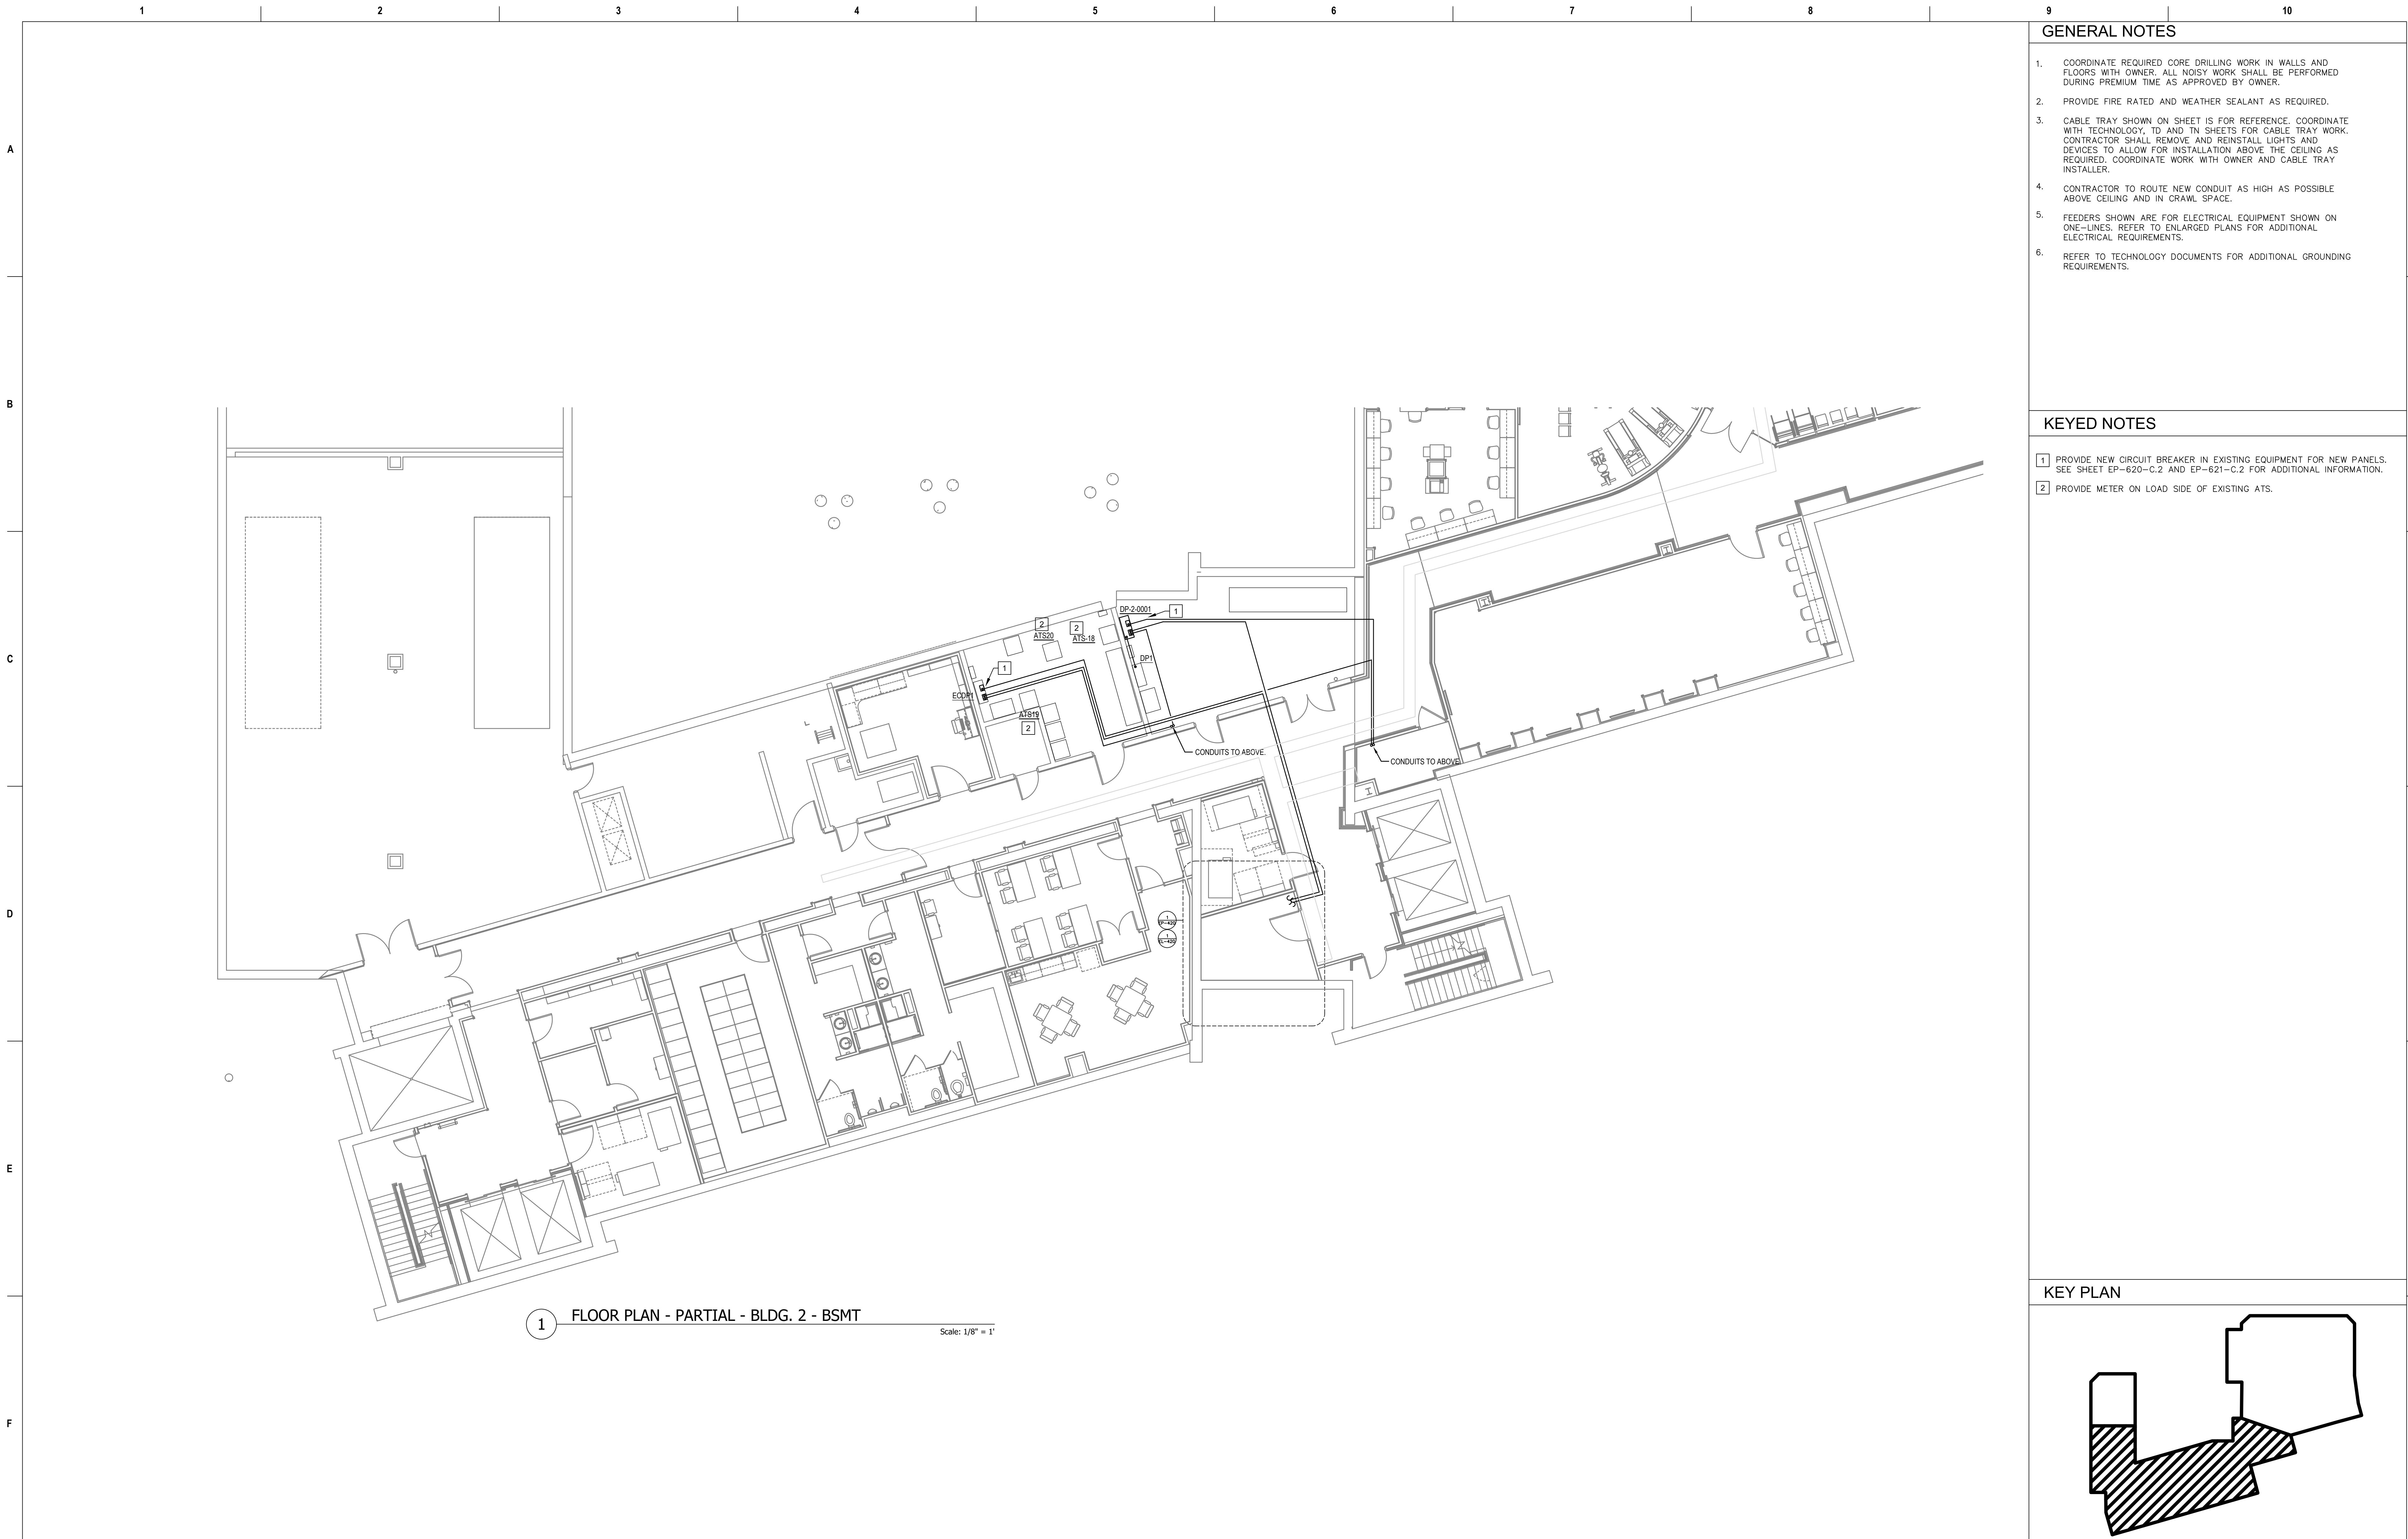 1 2 3 4 5 6 7 8 9 10
A
B
C
D
E
F
GENERAL NOTES
1. COORDINATE REQUIRED CORE DRILLING WORK IN WALLS AND
FLOORS WITH OWNER. ALL NOISY WORK SHALL BE PERFORMED
DURING PREMIUM TIME AS APPROVED BY OWNER.
2. PROVIDE FIRE RATED AND WEATHER SEALANT AS REQUIRED.
3. CABLE TRAY SHOWN ON SHEET IS FOR REFERENCE. COORDINATE
WITH TECHNOLOGY, TD AND TN SHEETS FOR CABLE TRAY WORK.
CONTRACTOR SHALL REMOVE AND REINSTALL LIGHTS AND
DEVICES TO ALLOW FOR INSTALLATION ABOVE THE CEILING AS
REQUIRED. COORDINATE WORK WITH OWNER AND CABLE TRAY
INSTALLER.
4. CONTRACTOR TO ROUTE NEW CONDUIT AS HIGH AS POSSIBLE
ABOVE CEILING AND IN CRAWL SPACE.
5. FEEDERS SHOWN ARE FOR ELECTRICAL EQUIPMENT SHOWN ON
ONE-LINES. REFER TO ENLARGED PLANS FOR ADDITIONAL
ELECTRICAL REQUIREMENTS.
6. REFER TO TECHNOLOGY DOCUMENTS FOR ADDITIONAL GROUNDING
REQUIREMENTS.
KEYED NOTES
1 PROVIDE NEW CIRCUIT BREAKER IN EXISTING EQUIPMENT FOR NEW PANELS.
SEE SHEET EP-620-C.2 AND EP-621-C.2 FOR ADDITIONAL INFORMATION.
2 PROVIDE METER ON LOAD SIDE OF EXISTING ATS.
DP-2-0001
1
2
ATS20
2
ATS-18
DP1
1
ECDP1
ATS19
2
CONDUITS TO ABOVE.
CONDUITS TO ABOVE.
1
EP-420
1
EL-420
1
FLOOR PLAN - PARTIAL - BLDG. 2 - BSMT
Scale: 1/8" = 1'
KEY PLAN